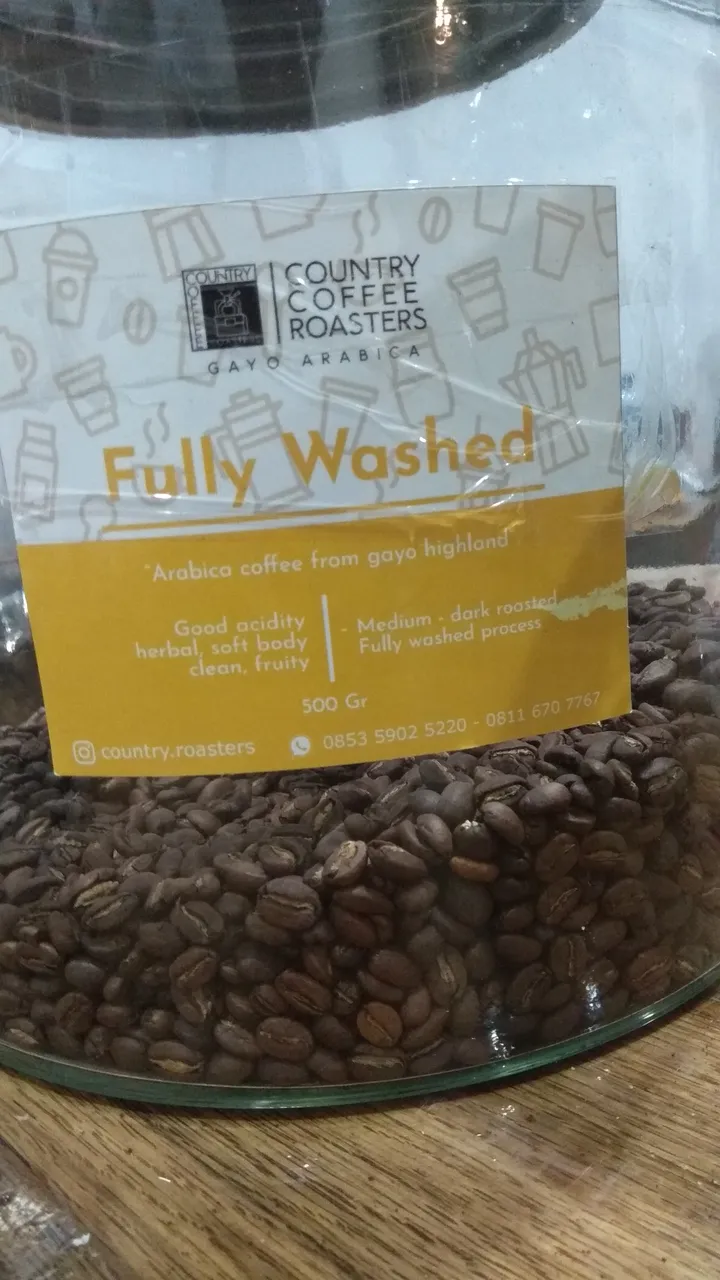 COUNTRY
COUNTRY
COFFEE
ROASTERS
GAYO ARABICA
Fully Washed
"Arabica coffee from gayo highland
Good acidity
herbal, soft body
clean, fruity
- Medium - dark roasted
Fully washed process
500 Gr
country.roasters
0853 5902 5220 - 0811 670 7767